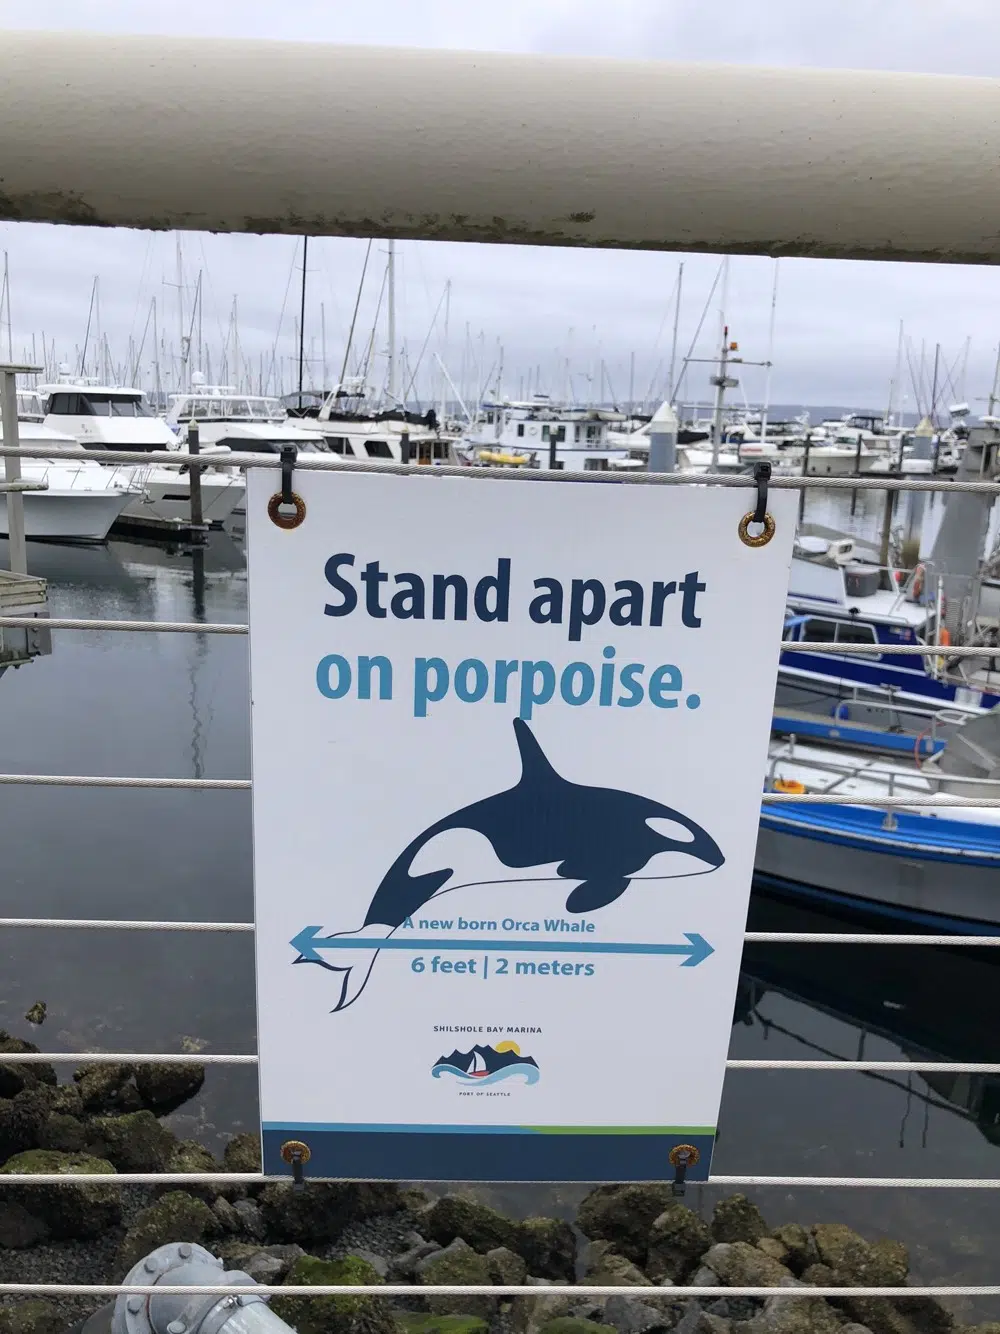 Stand apart
on porpoise.
A new born Orca Whale
6 feet | 2 meters
SHILSHOLE BAY MARINA
PORT OF SEATTLE